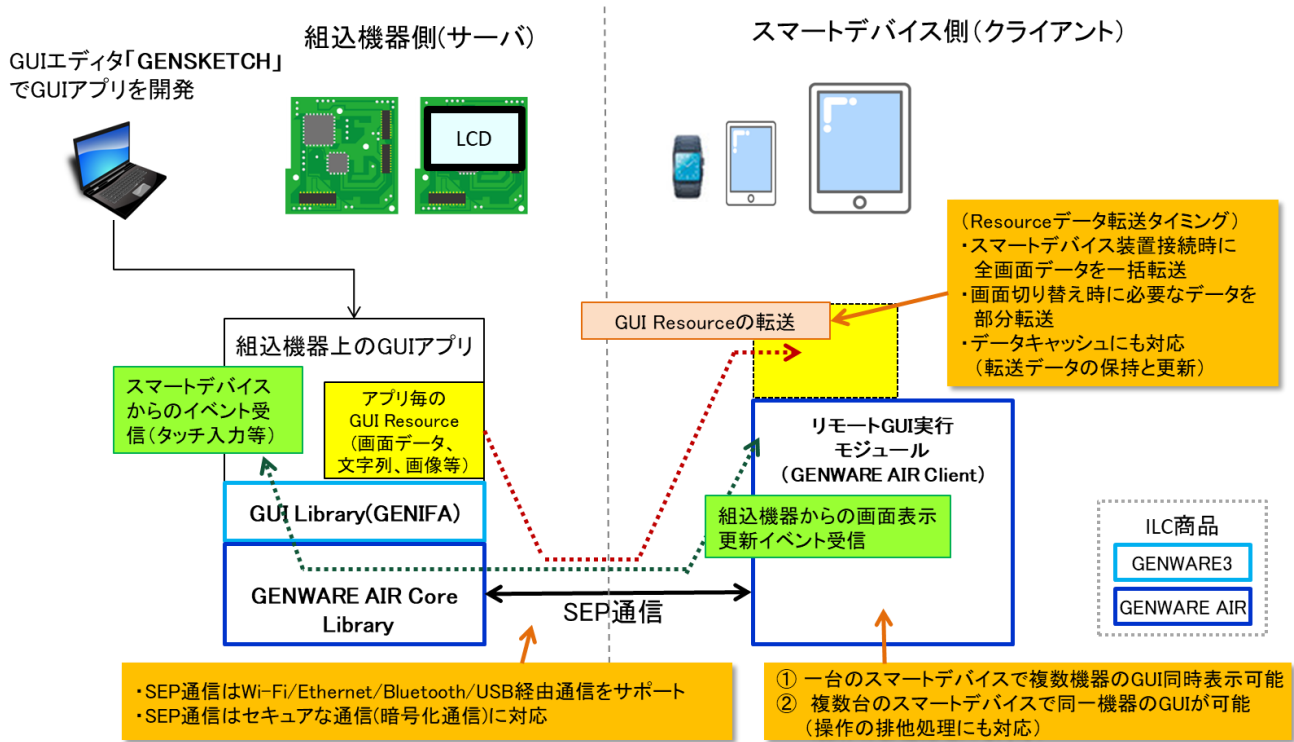 組込機器側(サーバ)
スマートデバイス側(クライアント)
GUIエディタ「GENSKETCH」
でGUIアプリを開発
LCD
(Resourceデータ転送タイミング)
・スマートデバイス装置接続時に
全画面データを一括転送
・画面切り替え時に必要なデータを
部分転送
・データキャッシュにも対応
(転送データの保持と更新)
GUI Resourceの転送
組込機器上のGUIアプリ
スマートデバイス
からのイベント受
信(タッチ入力等)
アプリ毎の
GUI Resource
(画面データ、
文字列、画像等)
リモートGUI実行
モジュール
(GENWARE AIR Client)
GUI Library(GENIFA)
組込機器からの画面表示
更新イベント受信
GENWARE AIR Core
Library
SEP通信
ILC商品
GENWARE3
GENWARE AIR
・SEP通信はWi-Fi/Ethernet/Bluetooth/USB経由通信をサポート
・SEP通信はセキュアな通信(暗号化通信)に対応
① 一台のスマートデバイスで複数機器のGUI同時表示可能
② 複数台のスマートデバイスで同一機器のGUIが可能
(操作の排他処理にも対応)